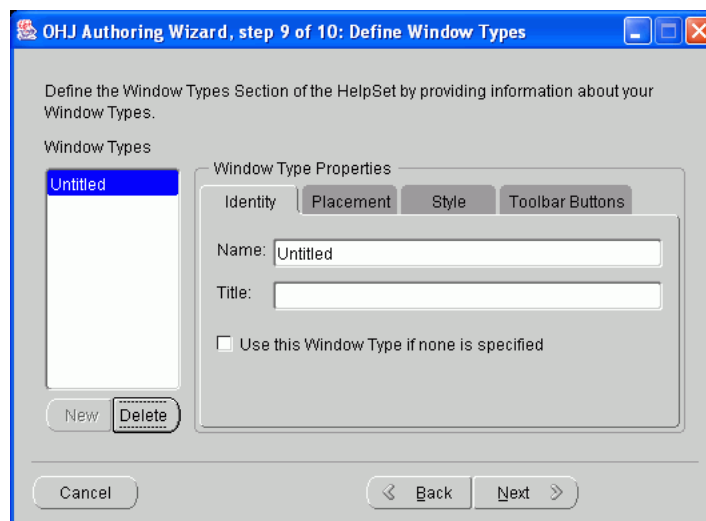 OHJ Authoring Wizard, step 9 of 10: Define Window Types
Define the Window Types Section of the HelpSet by providing information about your
Window Types.
Window Types
Untitled
Window Type Properties
Identity Placement Style Toolbar Buttons
Name: Untitled
Title:
Use this Window Type if none is specified
New Delete
Cancel Back Next